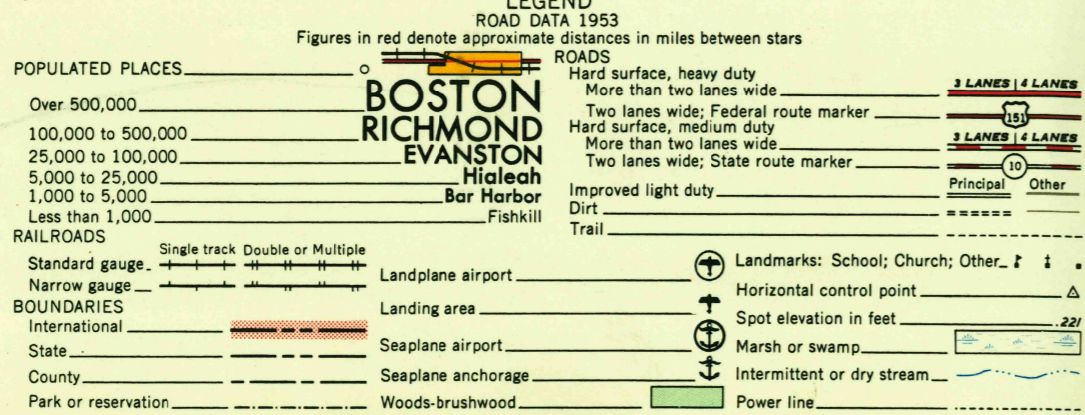 LEGEND
ROAD DATA 1953
Figures in red denote approximate distances in miles between stars
POPULATED PLACES
Over 500,000 BOSTON
100,000 to 500,000 RICHMOND
25,000 to 100,000 EVANSTON
5,000 to 25,000 Hialeah
1,000 to 5,000 Bar Harbor
Less than 1,000 Fishkill
ROADS
Hard surface, heavy duty
More than two lanes wide 3 LANES | 4 LANES
Two lanes wide; Federal route marker 151
Hard surface, medium duty
More than two lanes wide 3 LANES | 4 LANES
Two lanes wide; State route marker 10
Principal Other
Improved light duty
Dirt
Trail
RAILROADS
Single track Double or Multiple
Standard gauge
Narrow gauge
BOUNDARIES
International
State
County
Park or reservation
Landplane airport
Landing area
Seaplane airport
Seaplane anchorage
Woods-brushwood
Landmarks: School; Church; Other
Horizontal control point
Spot elevation in feet .221
Marsh or swamp
Intermittent or dry stream
Power line